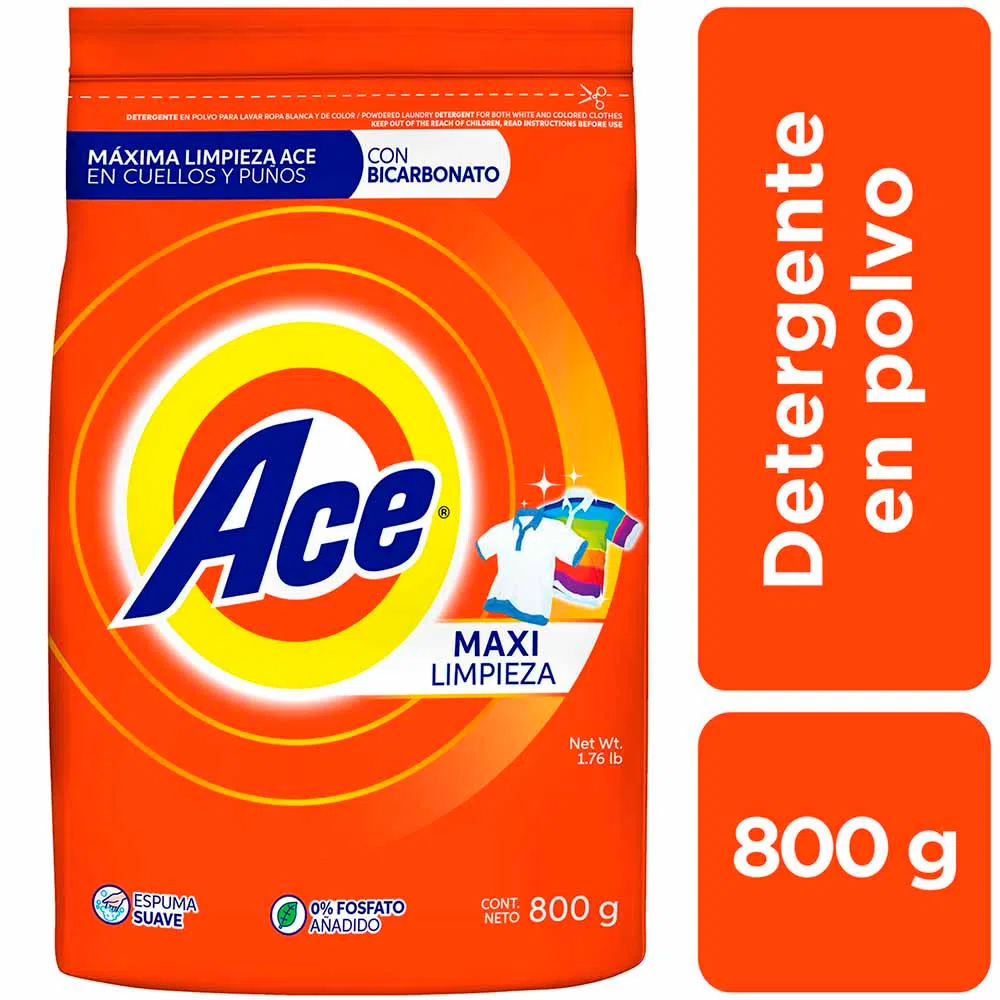 DETERGENTE EN POLVO PARA LAVAR ROPA BLANCA Y DE COLOR / POWDERED LAUNDRY DETERGENT FOR BOTH WHITE AND COLORED CLOTHES
KEEP OUT OF THE REACH OF CHILDREN, READ INSTRUCTIONS BEFORE USE
MÁXIMA LIMPIEZA ACE
EN CUELLOS Y PUÑOS
CON
BICARBONATO
Ace®
MAXI
LIMPIEZA
Net Wt.
1.76 lb
ESPUMA
SUAVE
0% FOSFATO
AÑADIDO
CONT.
NETO 800 g
Detergente
en polvo
800 g